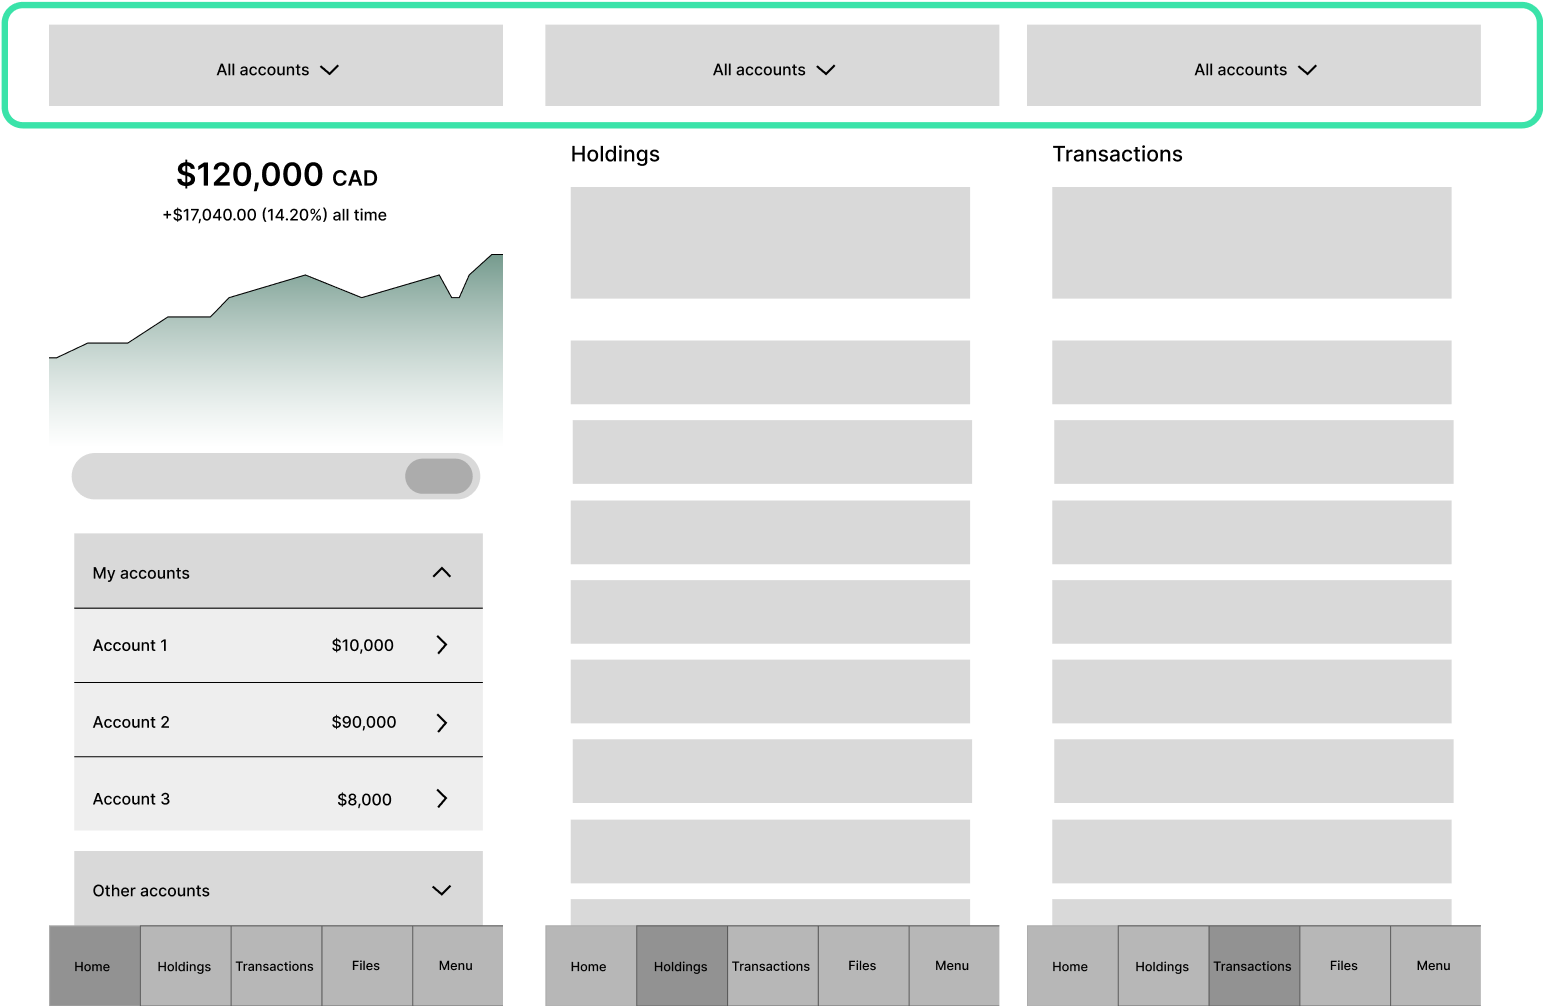 All accounts
All accounts
All accounts
$120,000 CAD
+$17,040.00 (14.20%) all time
My accounts
Account 1 $10,000
Account 2 $90,000
Account 3 $8,000
Other accounts
Home Holdings Transactions Files Menu
Holdings
Home Holdings Transactions Files Menu
Transactions
Home Holdings Transactions Files Menu